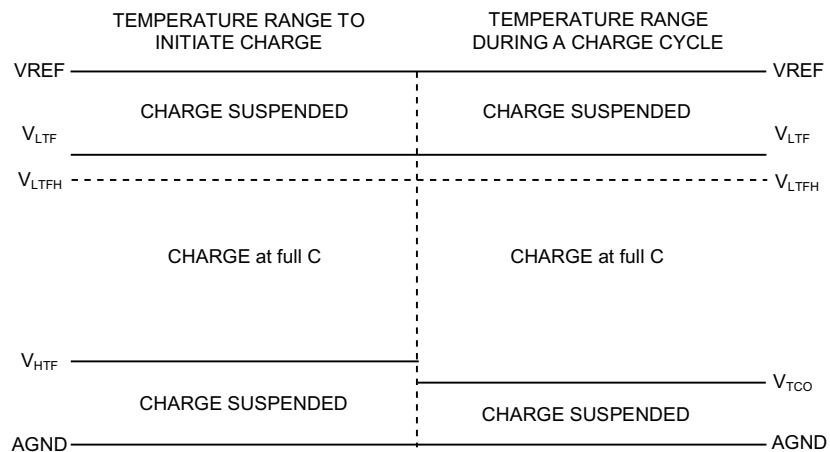 TEMPERATURE RANGE TO
INITIATE CHARGE
TEMPERATURE RANGE
DURING A CHARGE CYCLE
VREF
VREF
CHARGE SUSPENDED
CHARGE SUSPENDED
VLTF
VLTF
VLTFH
VLTFH
CHARGE at full C
CHARGE at full C
VHTF
VTCO
CHARGE SUSPENDED
CHARGE SUSPENDED
AGND
AGND